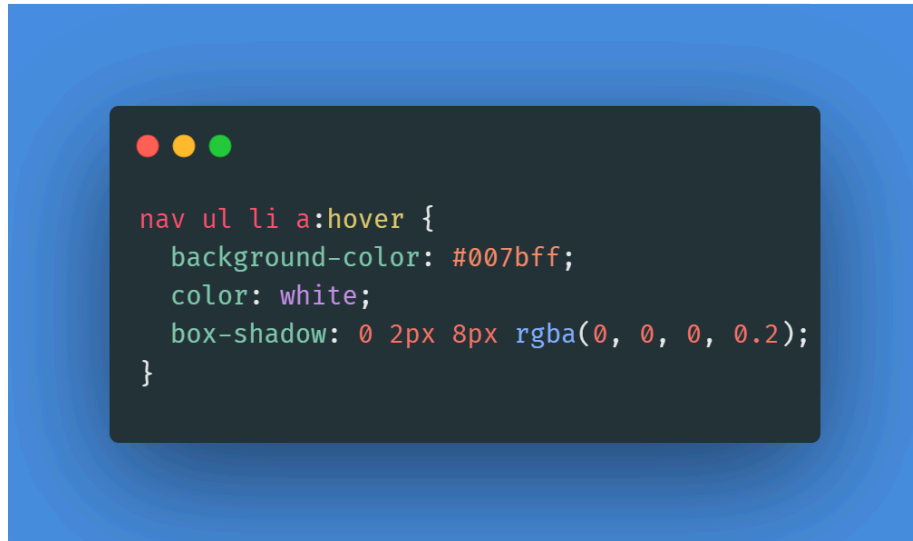 nav ul li a:hover {
  background-color: #007bff;
  color: white;
  box-shadow: 0 2px 8px rgba(0, 0, 0, 0.2);
}